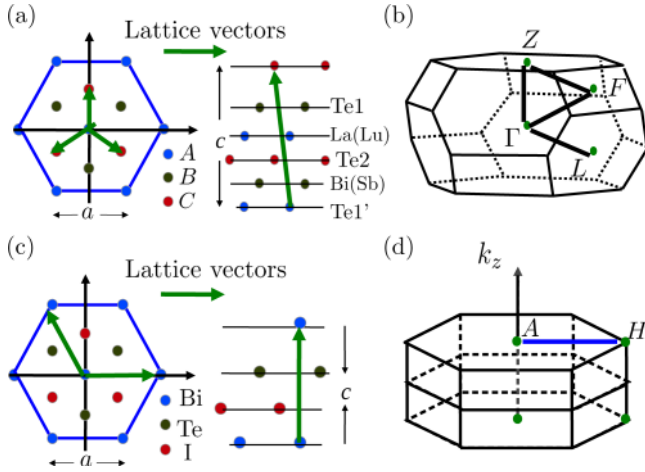 (a)
Lattice vectors
A
B
C
a
c
Te1
La(Lu)
Te2
Bi(Sb)
Te1'
(b)
Z
F
Γ
L
(c)
Lattice vectors
Bi
Te
I
a
c
(d)
k_z
A
H